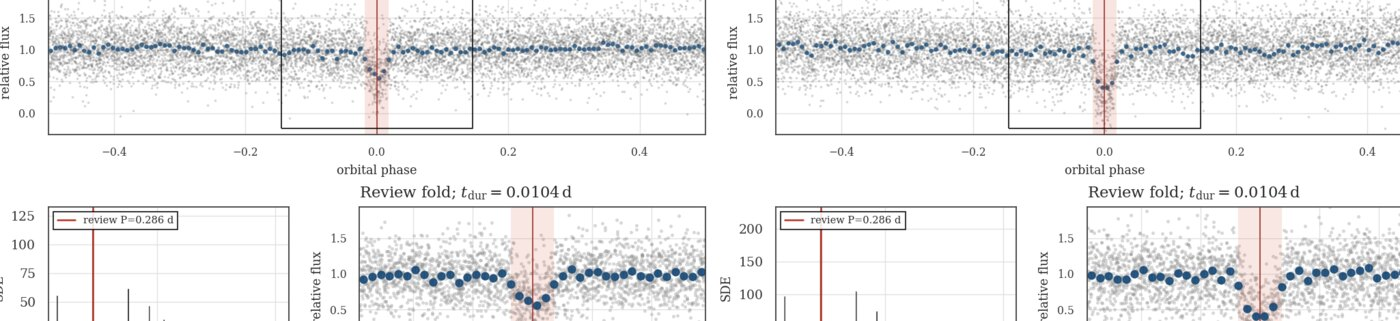 1.5
1.0
0.5
0.0
relative flux
−0.4
−0.2
0.0
0.2
0.4
orbital phase
1.5
1.0
0.5
0.0
relative flux
−0.4
−0.2
0.0
0.2
0.4
orbital phase
125
100
75
50
SDE
review P=0.286 d
Review fold; t_dur = 0.0104 d
1.5
1.0
0.5
relative flux
200
150
100
SDE
review P=0.286 d
Review fold; t_dur = 0.0104 d
1.5
1.0
0.5
relative flux